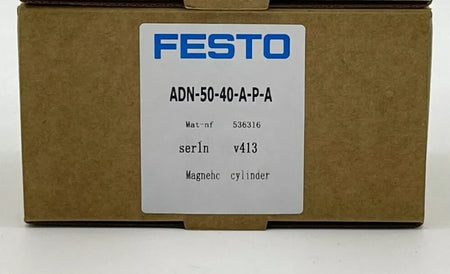 FESTO
ADN-50-40-A-P-A
Mat-nf 536316
serln v413
Magnehc cylinder